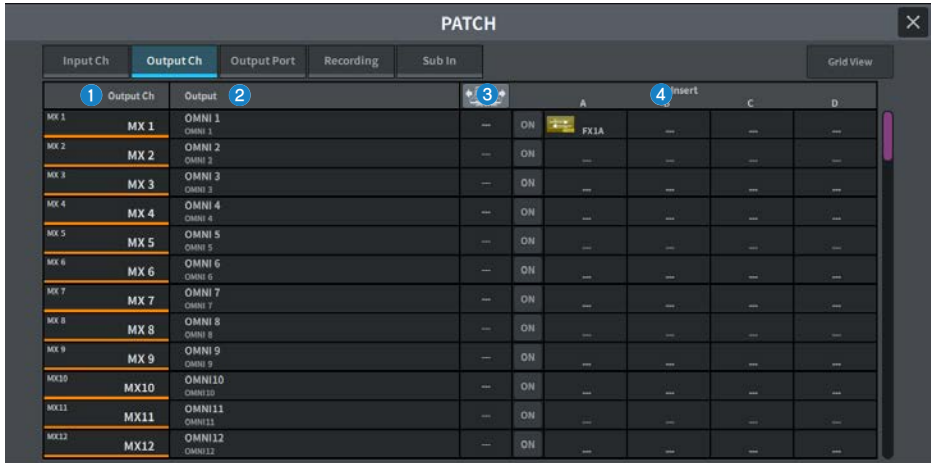 PATCH
Input Ch Output Ch Output Port Recording Sub In Grid View
1 Output Ch Output 2 3 4 Insert
A C D
MX 1 MX 1 OMNI 1 OMNI 1 --- ON FX1A --- --- ---
MX 2 MX 2 OMNI 2 OMNI 2 --- ON --- --- --- ---
MX 3 MX 3 OMNI 3 OMNI 3 --- ON --- --- --- ---
MX 4 MX 4 OMNI 4 OMNI 4 --- ON --- --- --- ---
MX 5 MX 5 OMNI 5 OMNI 5 --- ON --- --- --- ---
MX 6 MX 6 OMNI 6 OMNI 6 --- ON --- --- --- ---
MX 7 MX 7 OMNI 7 OMNI 7 --- ON --- --- --- ---
MX 8 MX 8 OMNI 8 OMNI 8 --- ON --- --- --- ---
MX 9 MX 9 OMNI 9 OMNI 9 --- ON --- --- --- ---
MX10 MX10 OMNI10 OMNI10 --- ON --- --- --- ---
MX11 MX11 OMNI11 OMNI11 --- ON --- --- --- ---
MX12 MX12 OMNI12 OMNI12 --- ON --- --- --- ---